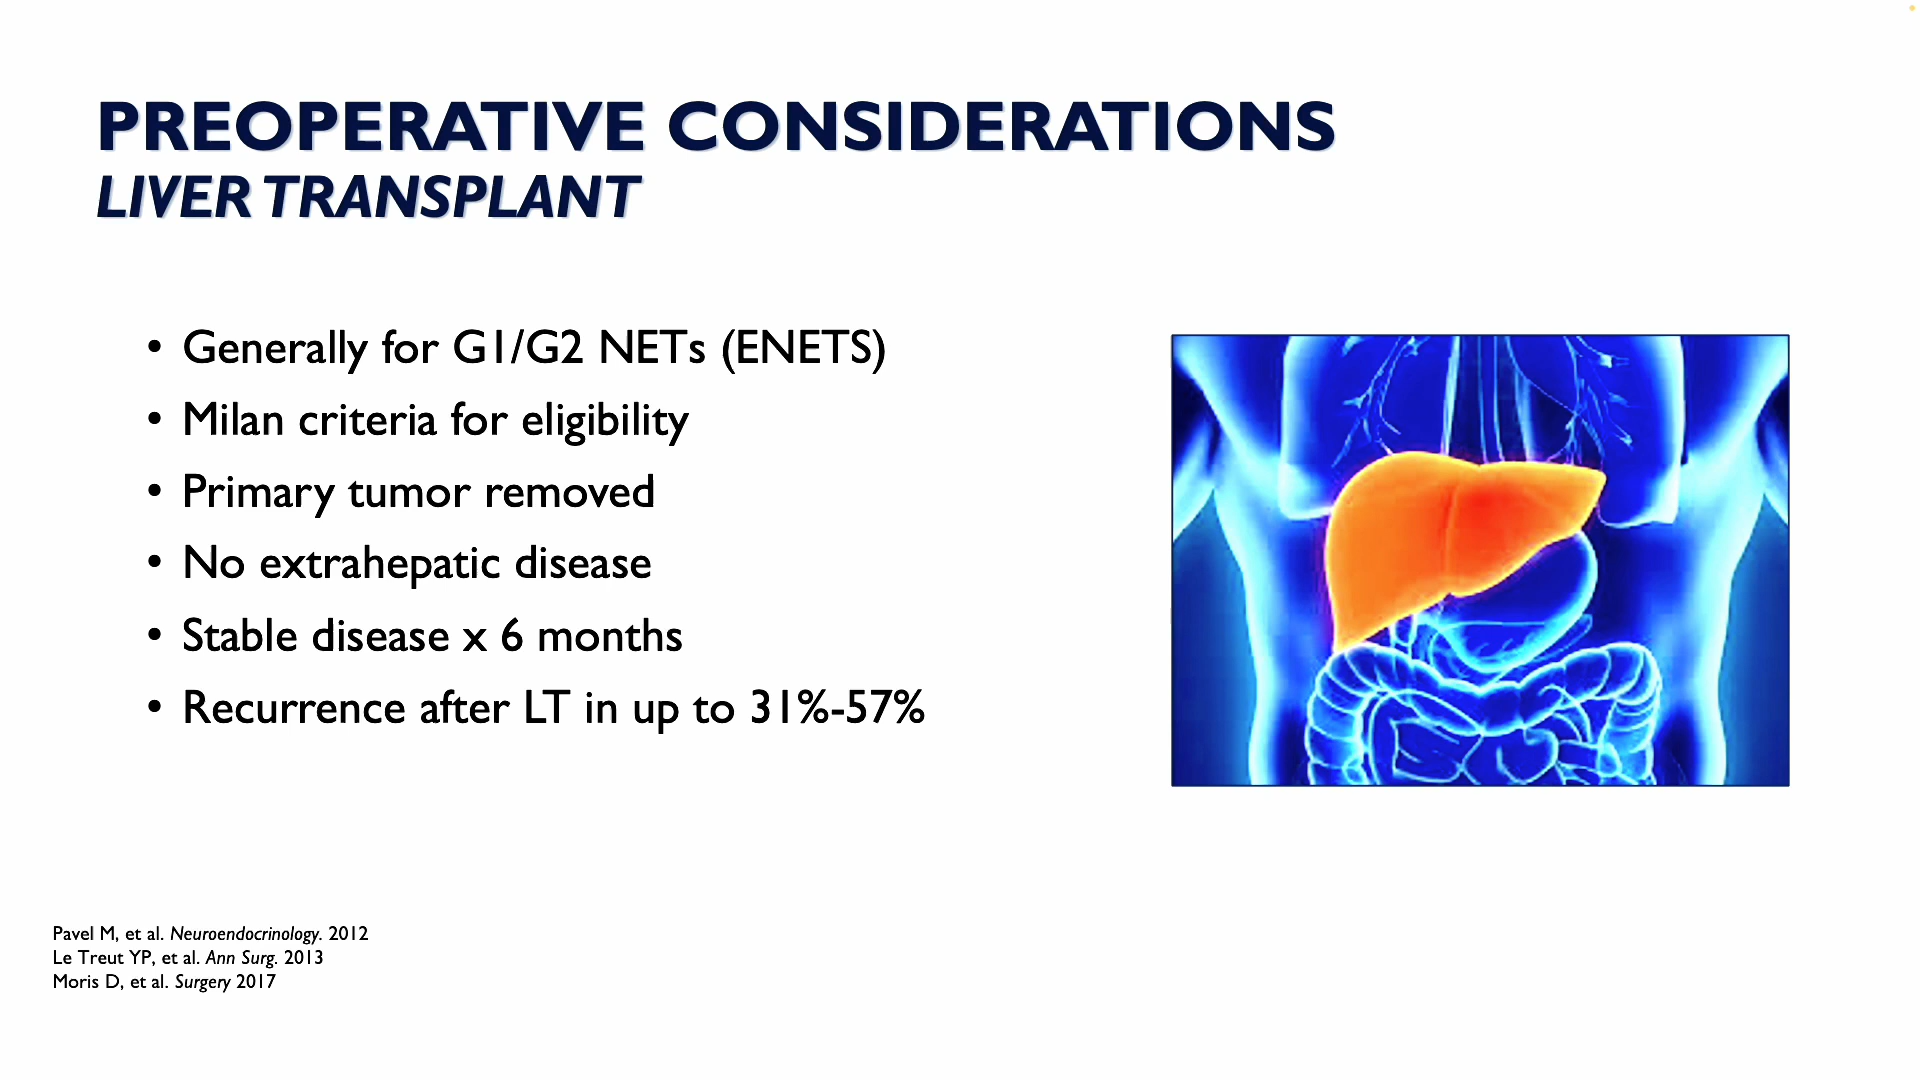 PREOPERATIVE CONSIDERATIONS
LIVER TRANSPLANT
• Generally for G1/G2 NETs (ENETS)
• Milan criteria for eligibility
• Primary tumor removed
• No extrahepatic disease
• Stable disease x 6 months
• Recurrence after LT in up to 31%-57%
Pavel M, et al. Neuroendocrinology. 2012
Le Treut YP, et al. Ann Surg. 2013
Moris D, et al. Surgery 2017